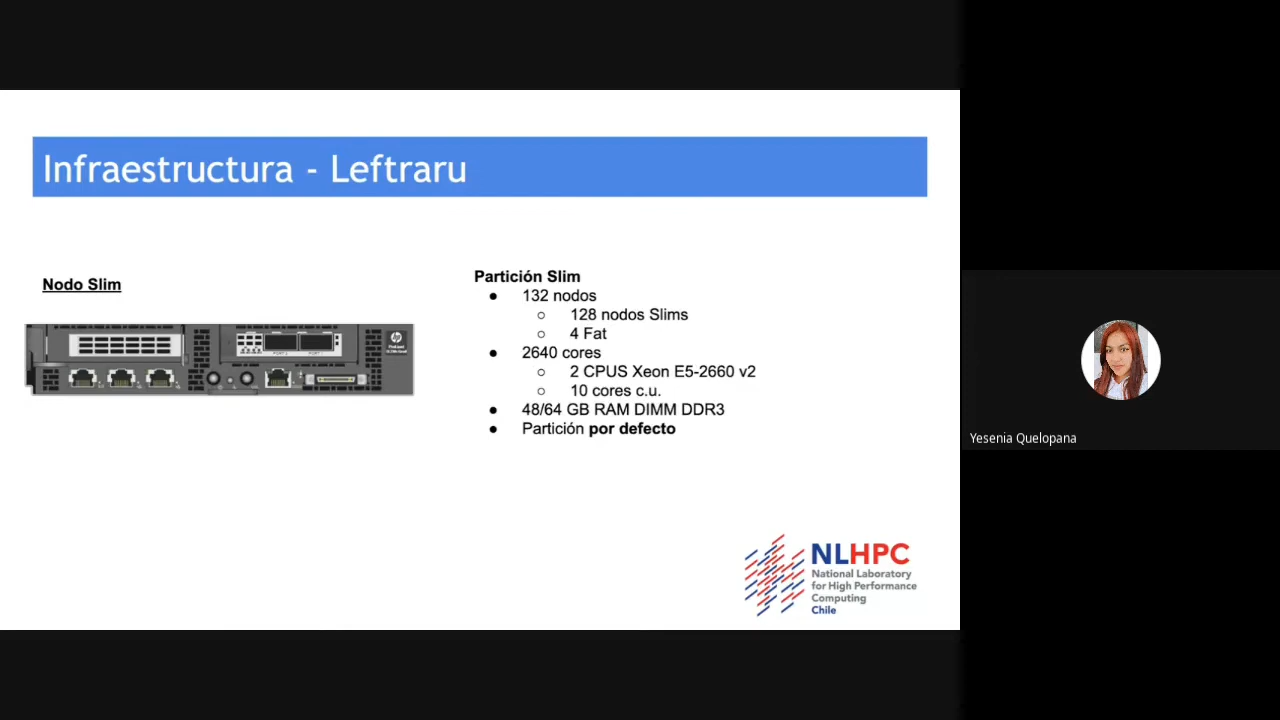 Infraestructura - Leftraru
Nodo Slim
Partición Slim
● 132 nodos
○ 128 nodos Slims
○ 4 Fat
● 2640 cores
○ 2 CPUS Xeon E5-2660 v2
○ 10 cores c.u.
● 48/64 GB RAM DIMM DDR3
● Partición por defecto
NLHPC
National Laboratory
for High Performance
Computing
Chile
Yesenia Quelopana